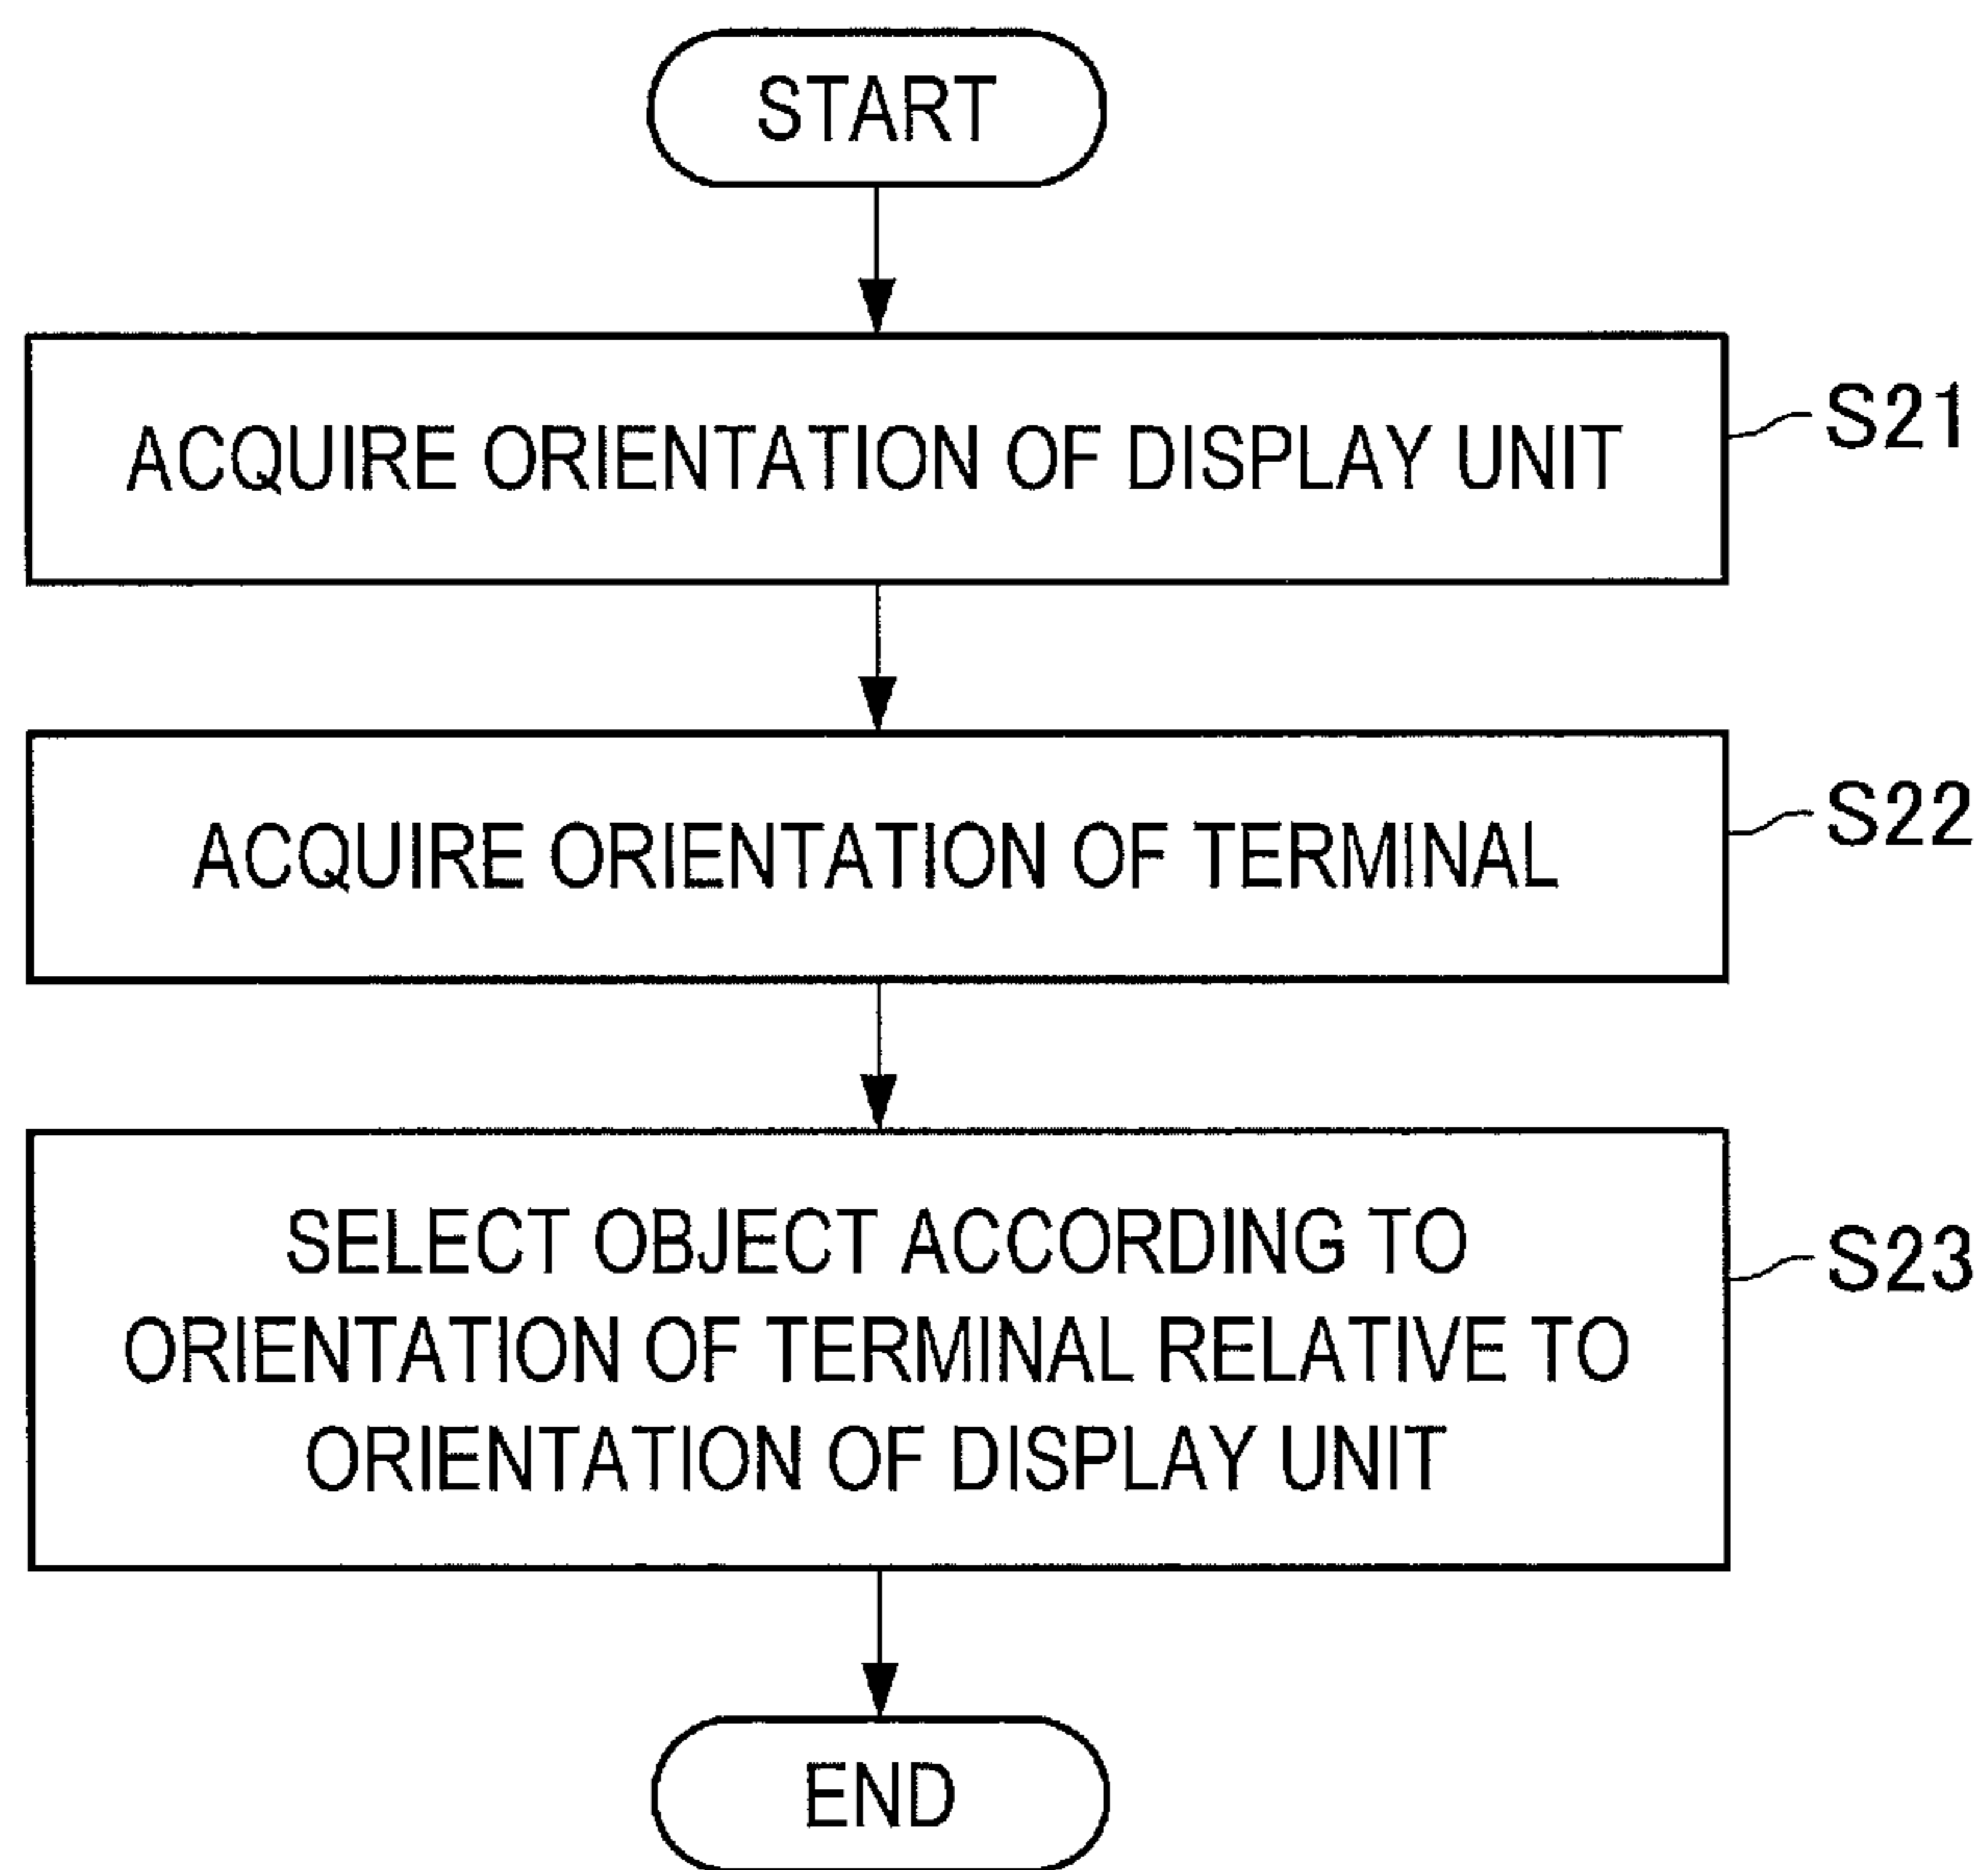 START
ACQUIRE ORIENTATION OF DISPLAY UNIT
S21
ACQUIRE ORIENTATION OF TERMINAL
S22
SELECT OBJECT ACCORDING TO
ORIENTATION OF TERMINAL RELATIVE TO
ORIENTATION OF DISPLAY UNIT
S23
END